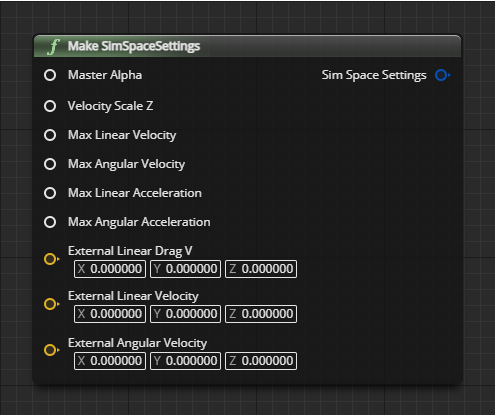 f Make SimSpaceSettings
Master Alpha Sim Space Settings
Velocity Scale Z
Max Linear Velocity
Max Angular Velocity
Max Linear Acceleration
Max Angular Acceleration
External Linear Drag V
X 0.000000 Y 0.000000 Z 0.000000
External Linear Velocity
X 0.000000 Y 0.000000 Z 0.000000
External Angular Velocity
X 0.000000 Y 0.000000 Z 0.000000